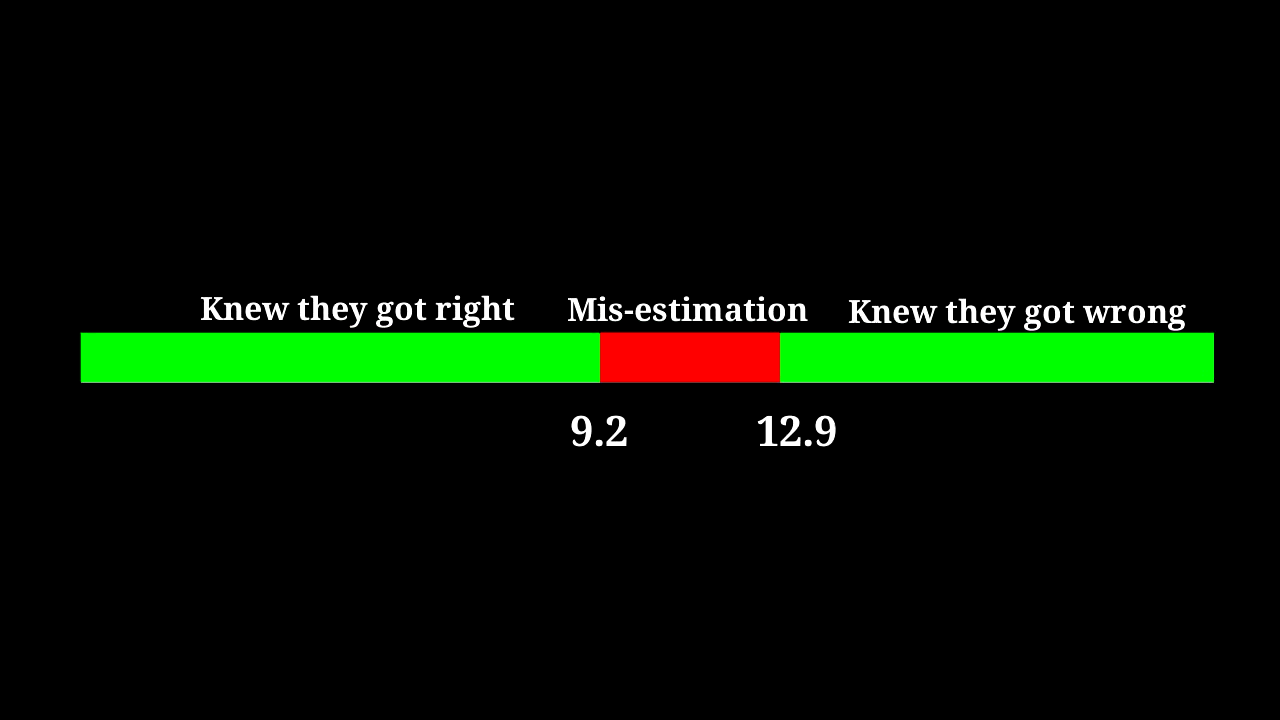 Knew they got right
Mis-estimation
Knew they got wrong
9.2
12.9